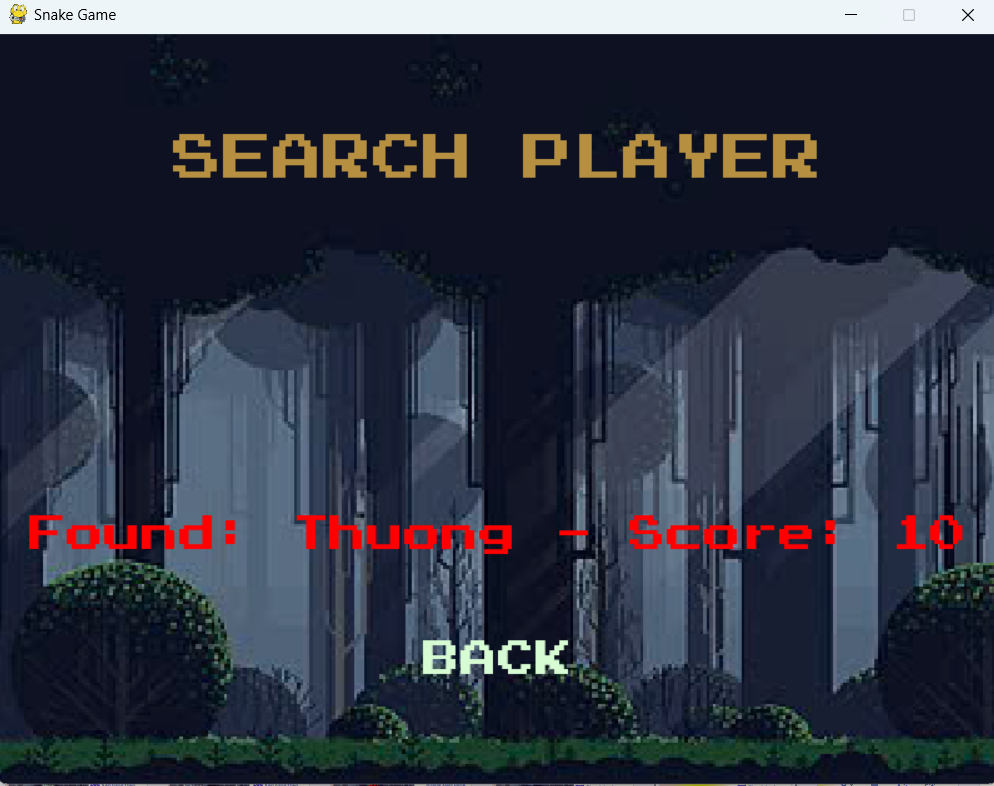 Snake Game
SEARCH PLAYER
Found: Thuong - Score: 10
BACK